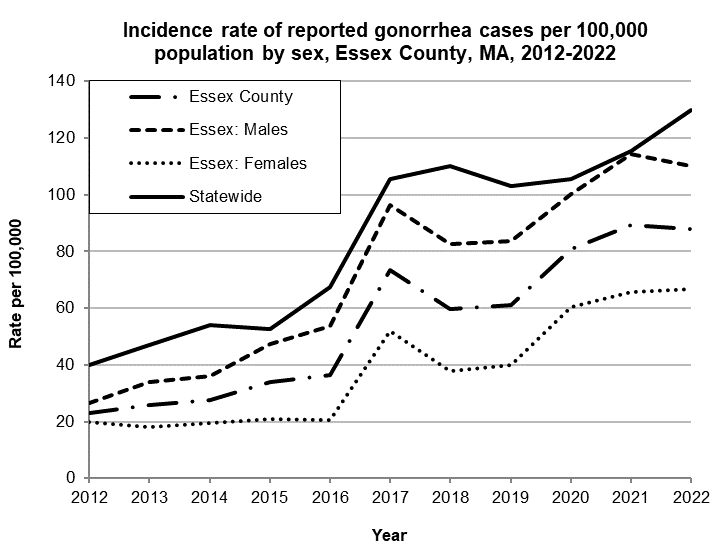 Incidence rate of reported gonorrhea cases per 100,000
population by sex, Essex County, MA, 2012-2022
140
120
100
80
60
40
20
0
Essex County
Essex: Males
Essex: Females
Statewide
Rate per 100,000
2012 2013 2014 2015 2016 2017 2018 2019 2020 2021 2022
Year